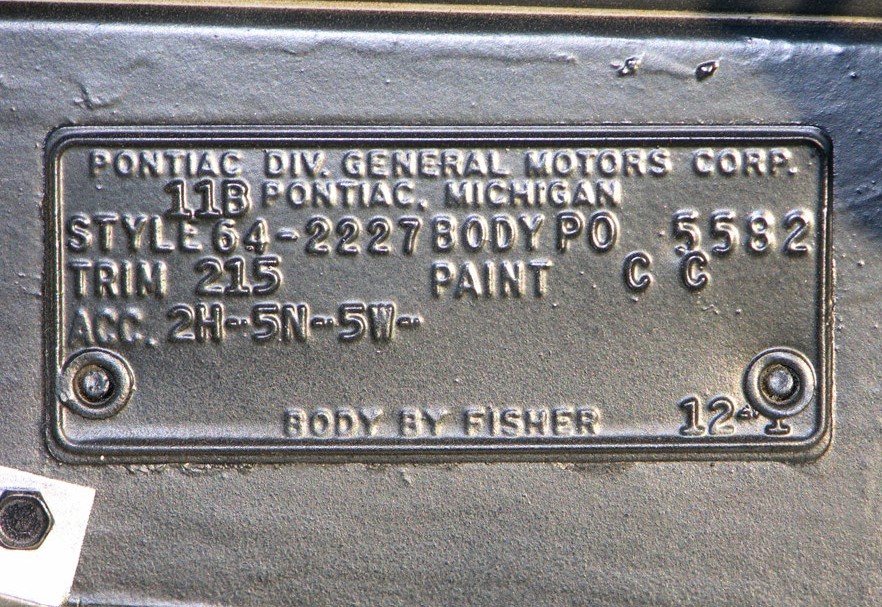 PONTIAC DIV. GENERAL MOTORS CORP.
11B PONTIAC, MICHIGAN
STYLE 64-2227 BODY PO 5582
TRIM 215 PAINT C C
ACC. 2H-5N-5W-
BODY BY FISHER